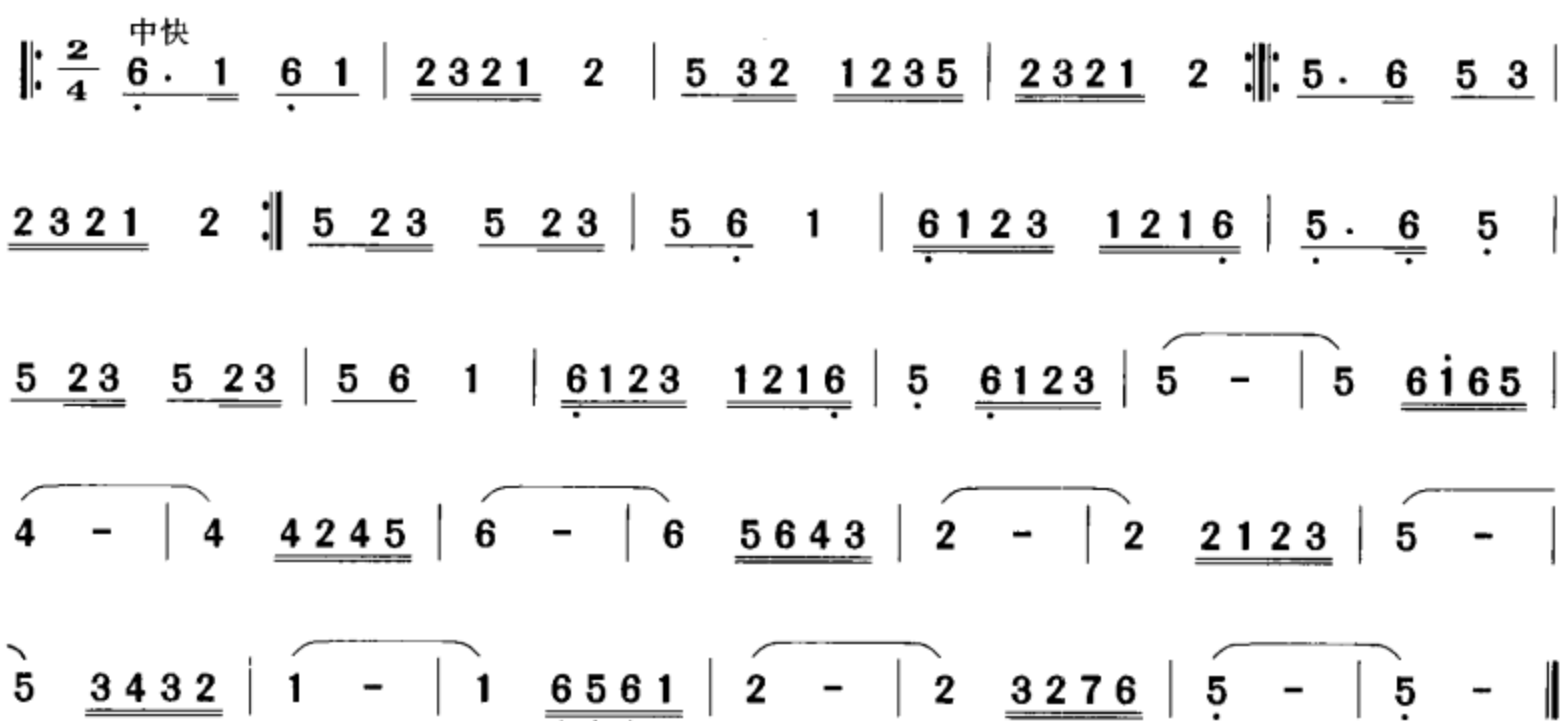 中快
‖: 2/4 6̣. 1 6̣ 1 | 2 3 2 1 2 | 5 3 2 1 2 3 5 | 2 3 2 1 2 :‖: 5. 6 5 3 |
2 3 2 1 2 :‖ 5 2 3 5 2 3 | 5 6̣ 1 | 6̣ 1 2 3 1 2 1 6̣ | 5̣. 6̣ 5̣ |
5 2 3 5 2 3 | 5 6 1 | 6̣ 1 2 3 1 2 1 6̣ | 5̣ 6̣ 1 2 3 | 5 - | 5 6 1̇ 6 5 |
4 - | 4 4 2 4 5 | 6 - | 6 5 6 4 3 | 2 - | 2 2 1 2 3 | 5 - |
5 3 4 3 2 | 1 - | 1 6̣ 5̣ 6̣ 1 | 2 - | 2 3 2 7 6 | 5̣ - | 5̣ - ‖